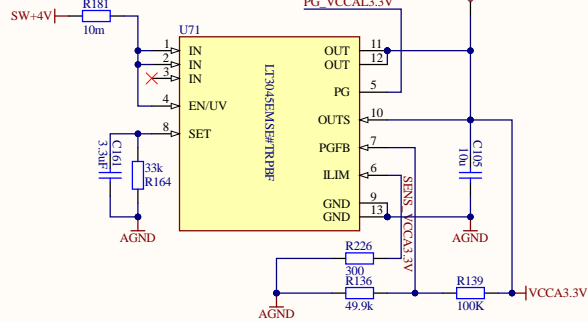 R181
SW+4V
10m
PG_VCCAL3.3V
U71
1 IN
2 IN
3 IN
4 EN/UV
8 SET
LT3045EMSE#TRPBF
OUT 11
OUT 12
PG 5
OUTS 10
PGFB 7
ILIM 6
GND 9
GND 13
C161
3.3uF
33k
R164
AGND
C105
10u
AGND
SENS_VCCA3.3V
R226
300
R136
49.9k
AGND
R139
100K
VCCA3.3V